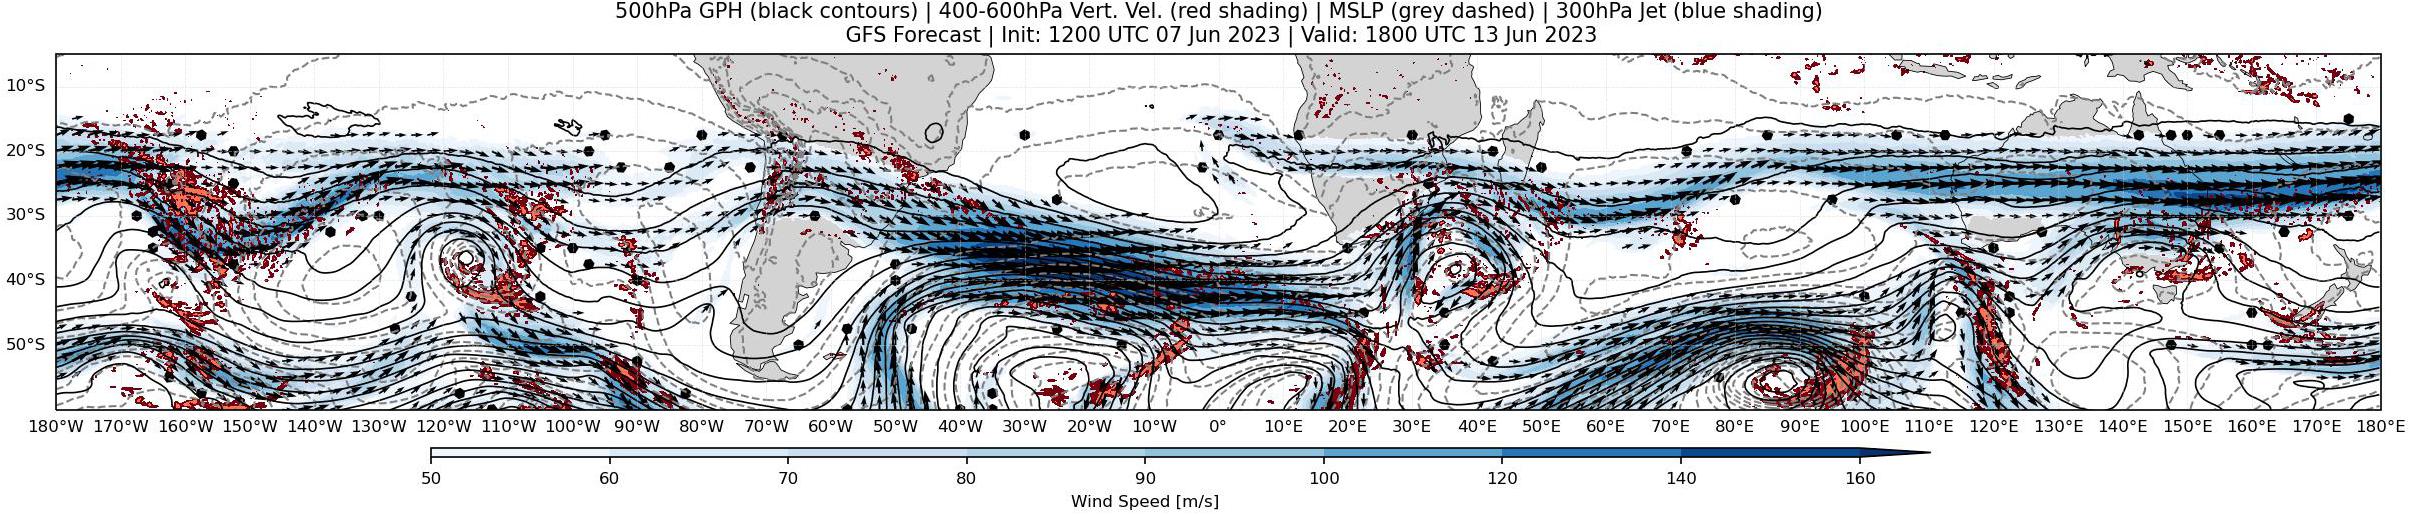 500hPa GPH (black contours) | 400-600hPa Vert. Vel. (red shading) | MSLP (grey dashed) | 300hPa Jet (blue shading)
GFS Forecast | Init: 1200 UTC 07 Jun 2023 | Valid: 1800 UTC 13 Jun 2023
10°S
20°S
30°S
40°S
50°S
180°W 170°W 160°W 150°W 140°W 130°W 120°W 110°W 100°W 90°W 80°W 70°W 60°W 50°W 40°W 30°W 20°W 10°W 0° 10°E 20°E 30°E 40°E 50°E 60°E 70°E 80°E 90°E 100°E 110°E 120°E 130°E 140°E 150°E 160°E 170°E 180°E
50 60 70 80 90 100 120 140 160
Wind Speed [m/s]